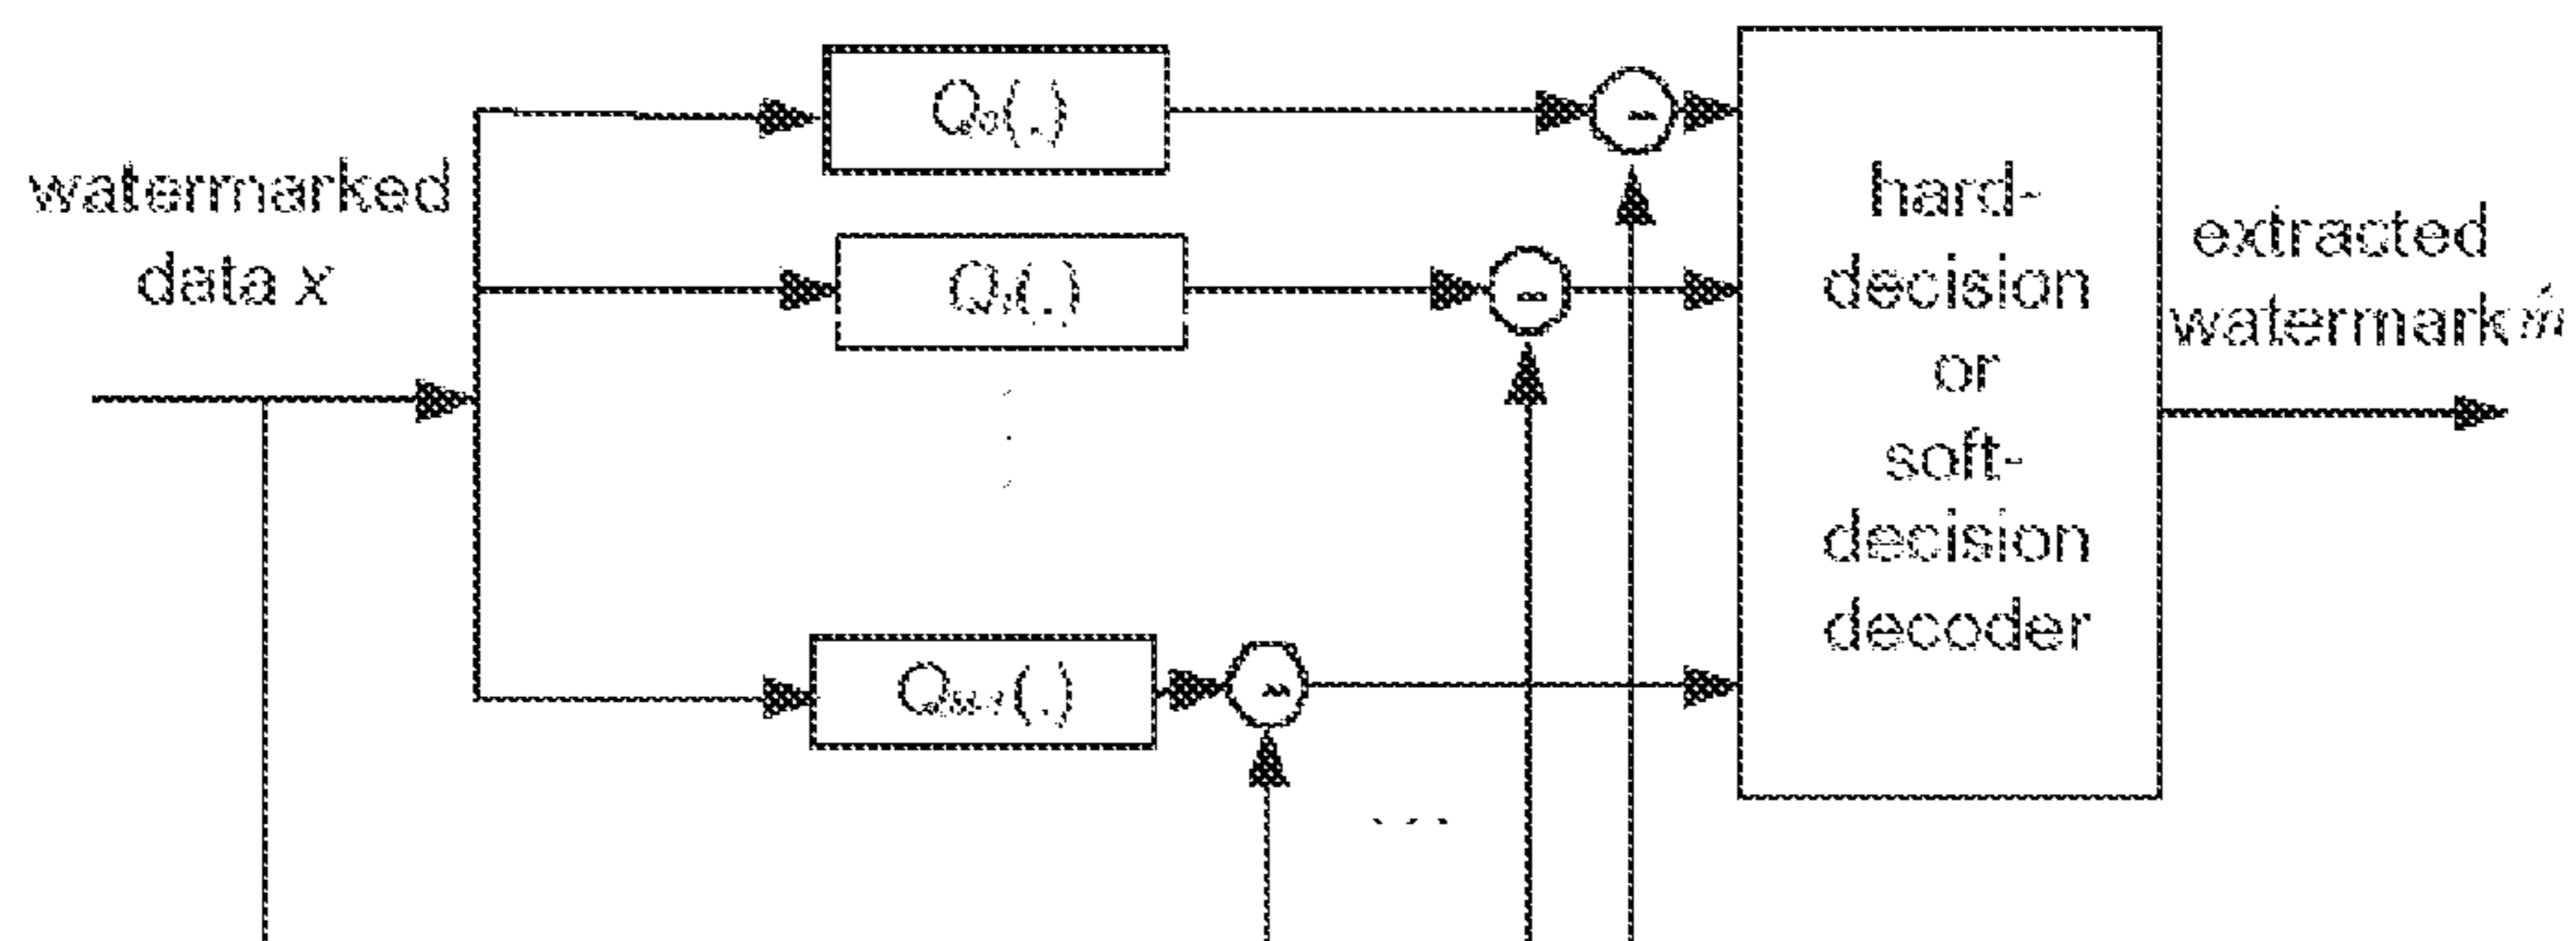 watermarked
data x
Q₀(.)
Q₁(.)
hard-
decision
or
soft-
decision
decoder
extracted
watermark m̂